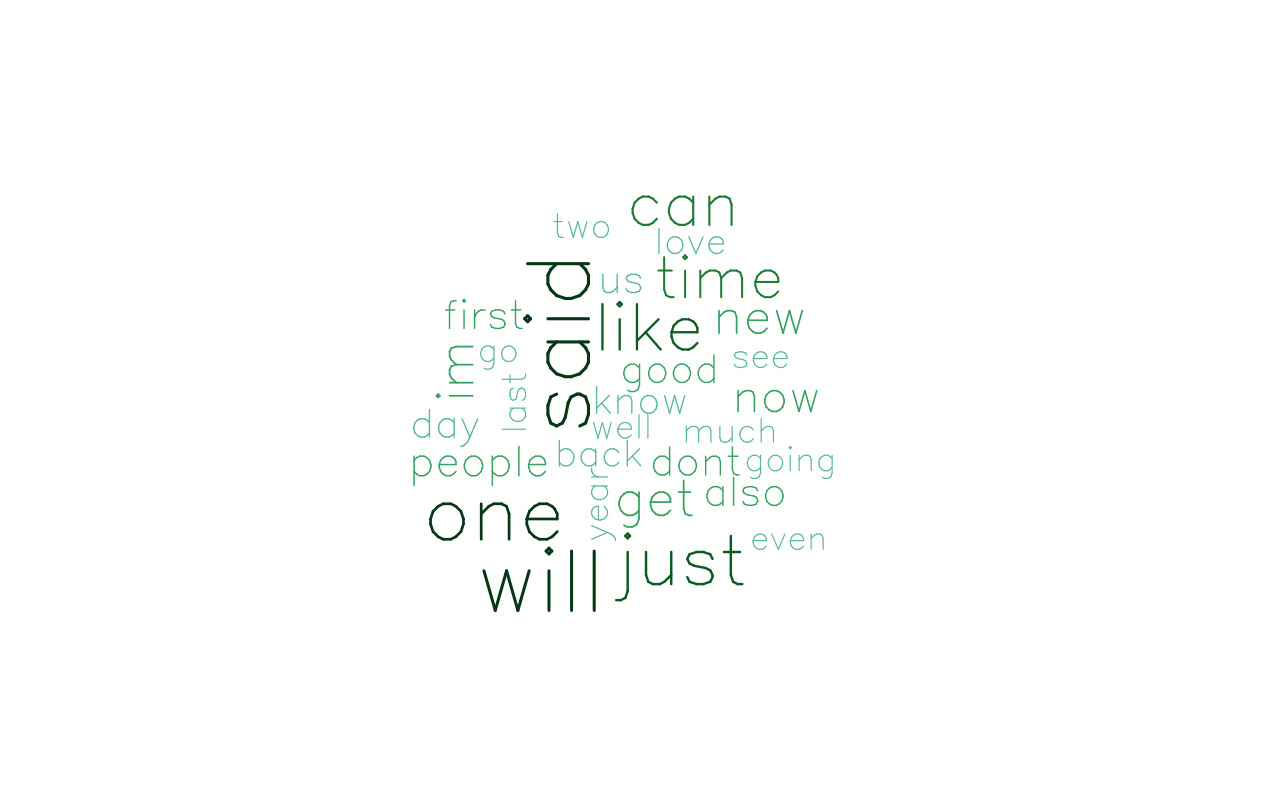 can
two
love
said
us
time
first
like
new
im
go
good
see
last
know
now
day
well
much
people
back
dont
going
year
get
also
one
even
will
just